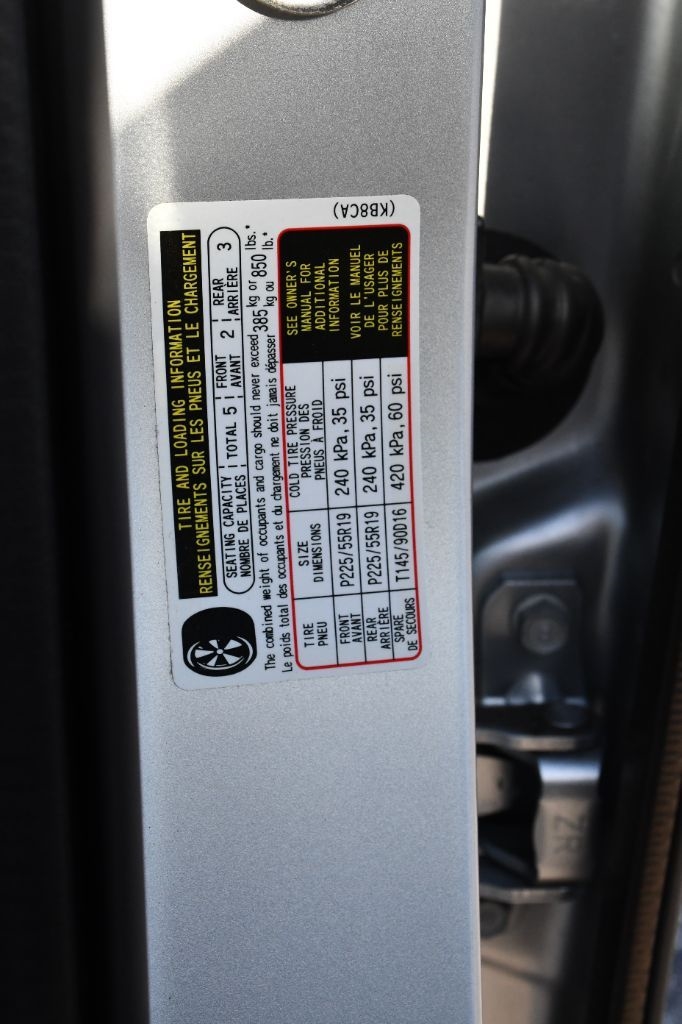 TIRE AND LOADING INFORMATION
RENSEIGNEMENTS SUR LES PNEUS ET LE CHARGEMENT
SEATING CAPACITY TOTAL 5 FRONT 2 REAR 3
NOMBRE DE PLACES AVANT ARRIÈRE
The combined weight of occupants and cargo should never exceed 385 kg or 850 lbs.*
Le poids total des occupants et du chargement ne doit jamais dépasser kg ou lb.*
TIRE SIZE COLD TIRE PRESSURE
PNEU DIMENSIONS PRESSION DES
PNEUS À FROID
FRONT P225/55R19 240 kPa, 35 psi
AVANT
REAR P225/55R19 240 kPa, 35 psi
ARRIÈRE
SPARE T145/90D16 420 kPa, 60 psi
DE SECOURS
SEE OWNER'S
MANUAL FOR
ADDITIONAL
INFORMATION
VOIR LE MANUEL
DE L'USAGER
POUR PLUS DE
RENSEIGNEMENTS
(KB8CA)
ZR